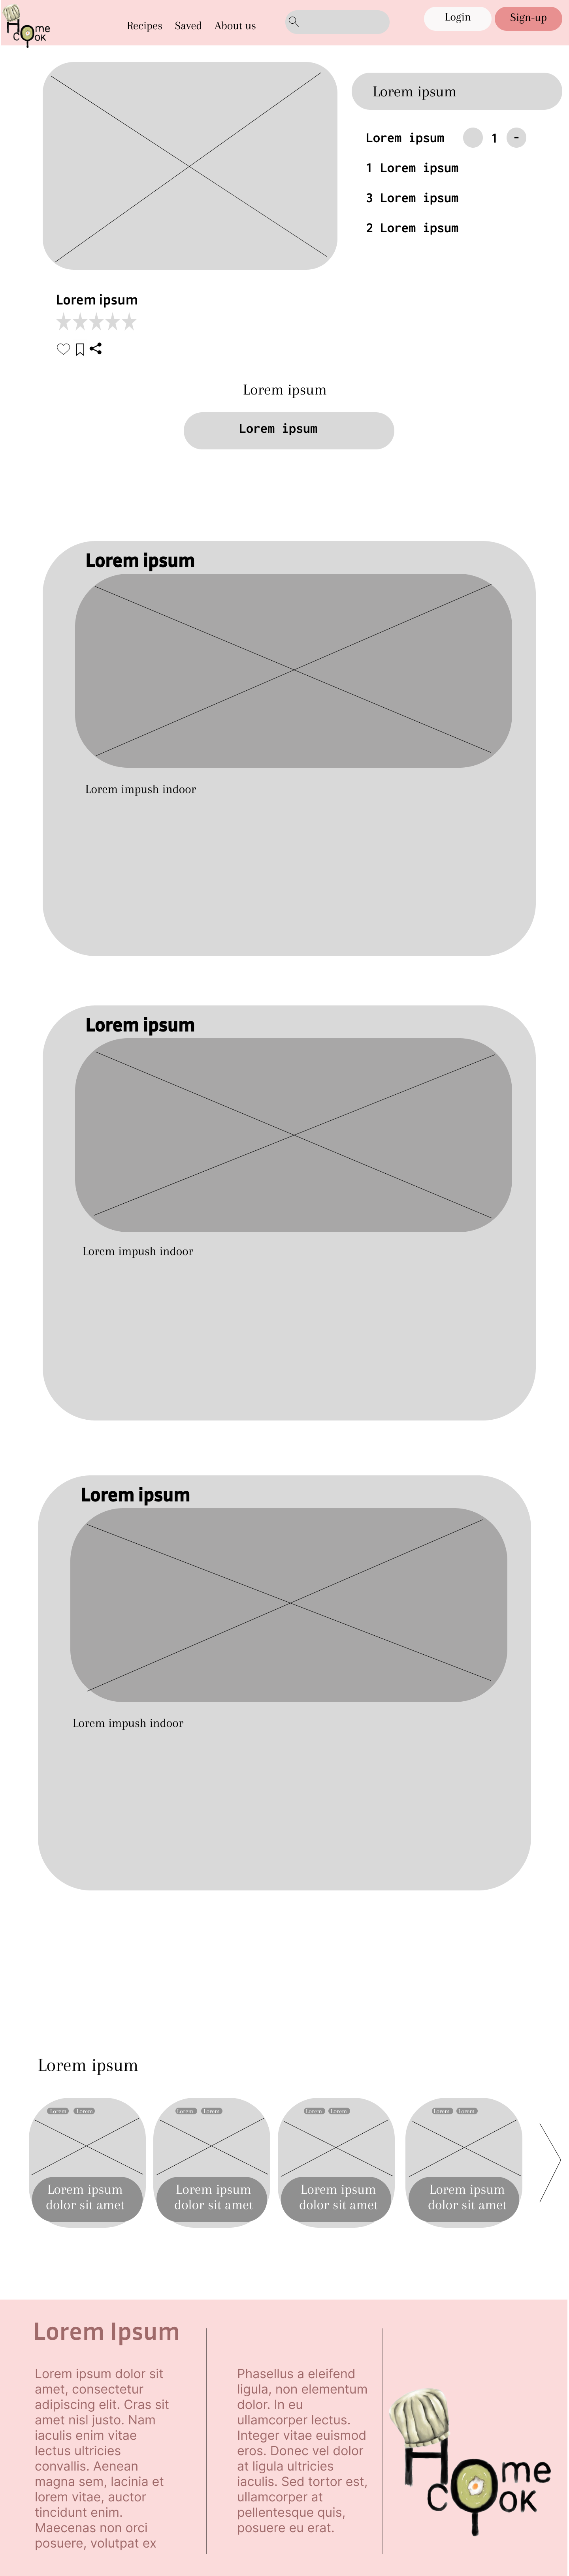 Home
Cook
Recipes Saved About us
Login
Sign-up
Lorem ipsum
Lorem ipsum 1 -
1 Lorem ipsum
3 Lorem ipsum
2 Lorem ipsum
Lorem ipsum
Lorem ipsum
Lorem ipsum
Lorem ipsum
Lorem impush indoor
Lorem ipsum
Lorem impush indoor
Lorem ipsum
Lorem impush indoor
Lorem ipsum
Lorem Lorem
Lorem ipsum
dolor sit amet
Lorem Lorem
Lorem ipsum
dolor sit amet
Lorem Lorem
Lorem ipsum
dolor sit amet
Lorem Lorem
Lorem ipsum
dolor sit amet
Lorem Ipsum
Lorem ipsum dolor sit
amet, consectetur
adipiscing elit. Cras sit
amet nisl justo. Nam
iaculis enim vitae
lectus ultricies
convallis. Aenean
magna sem, lacinia et
lorem vitae, auctor
tincidunt enim.
Maecenas non orci
posuere, volutpat ex
Phasellus a eleifend
ligula, non elementum
dolor. In eu
ullamcorper lectus.
Integer vitae euismod
eros. Donec vel dolor
at ligula ultricies
iaculis. Sed tortor est,
ullamcorper at
pellentesque quis,
posuere eu erat.
Home
Cook